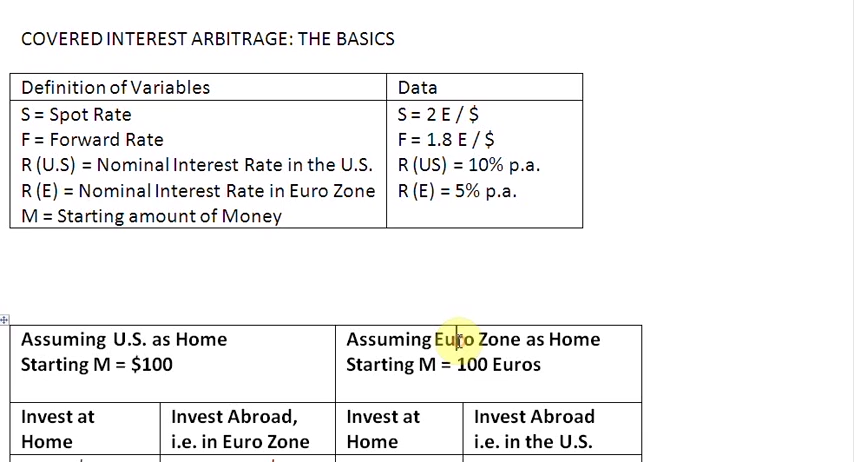 COVERED INTEREST ARBITRAGE: THE BASICS
Definition of Variables
Data
S = Spot Rate
S = 2 E / $
F = Forward Rate
F = 1.8 E / $
R (U.S) = Nominal Interest Rate in the U.S.
R (US) = 10% p.a.
R (E) = Nominal Interest Rate in Euro Zone
R (E) = 5% p.a.
M = Starting amount of Money
Assuming U.S. as Home
Starting M = $100
Assuming Euro Zone as Home
Starting M = 100 Euros
Invest at
Home
Invest Abroad,
i.e. in Euro Zone
Invest at
Home
Invest Abroad
i.e. in the U.S.